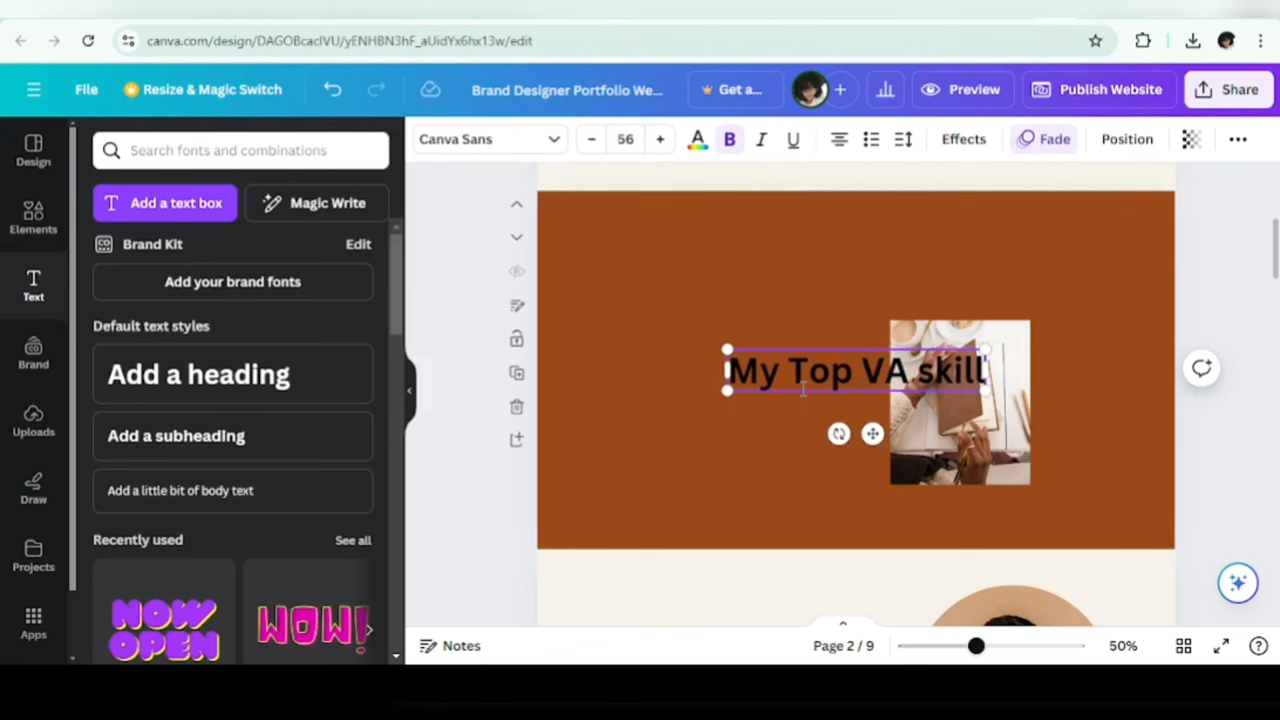 canva.com/design/DAGOBcacIVU/yENHBN3hF_aUidYx6hx13w/edit
File
Resize & Magic Switch
Brand Designer Portfolio We...
Get a...
Preview
Publish Website
Share
Design
Elements
Text
Brand
Uploads
Draw
Projects
Apps
Search fonts and combinations
Add a text box
Magic Write
Brand Kit
Edit
Add your brand fonts
Default text styles
Add a heading
Add a subheading
Add a little bit of body text
Recently used
See all
NOW
OPEN
WOW!
Canva Sans
– 56 +
A B I U
Effects
Fade
Position
My Top VA skill
Notes
Page 2 / 9
50%